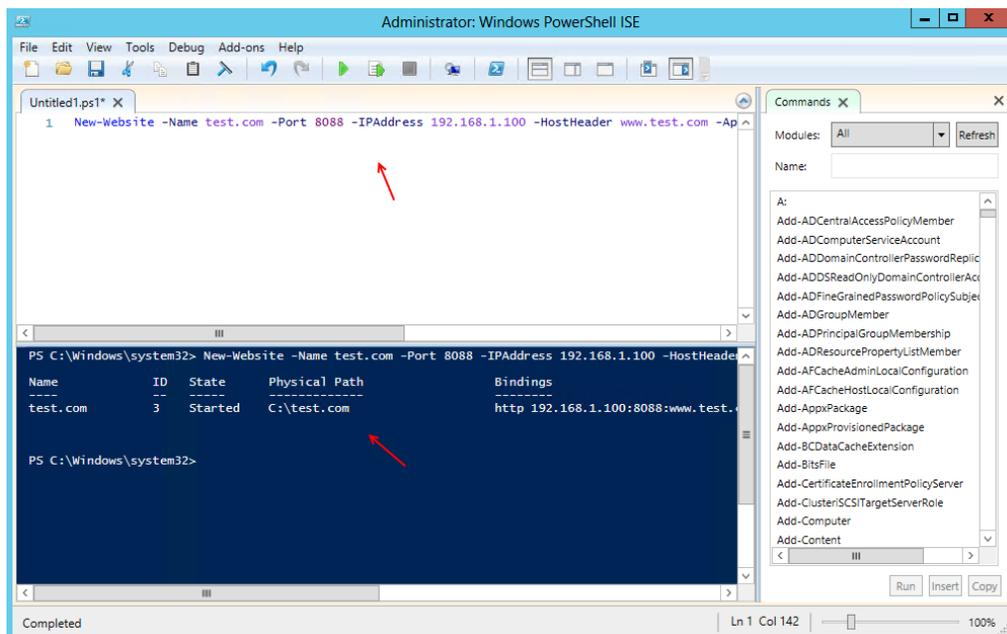 Administrator: Windows PowerShell ISE
File Edit View Tools Debug Add-ons Help
Untitled1.ps1*
1 New-Website -Name test.com -Port 8088 -IPAddress 192.168.1.100 -HostHeader www.test.com -Ap
PS C:\Windows\system32> New-Website -Name test.com -Port 8088 -IPAddress 192.168.1.100 -HostHeader
Name ID State Physical Path Bindings
---- -- ----- ------------- --------
test.com 3 Started C:\test.com http 192.168.1.100:8088:www.test.
PS C:\Windows\system32>
Commands
Modules: All Refresh
Name:
A:
Add-ADCentralAccessPolicyMember
Add-ADComputerServiceAccount
Add-ADDomainControllerPasswordReplic
Add-ADDSReadOnlyDomainControllerAcc
Add-ADFineGrainedPasswordPolicySubjec
Add-ADGroupMember
Add-ADPrincipalGroupMembership
Add-ADResourcePropertyListMember
Add-AFCacheAdminLocalConfiguration
Add-AFCacheHostLocalConfiguration
Add-AppxPackage
Add-AppxProvisionedPackage
Add-BCDataCacheExtension
Add-BitsFile
Add-CertificateEnrollmentPolicyServer
Add-ClusteriSCSITargetServerRole
Add-Computer
Add-Content
Run Insert Copy
Completed
Ln 1 Col 142
100%